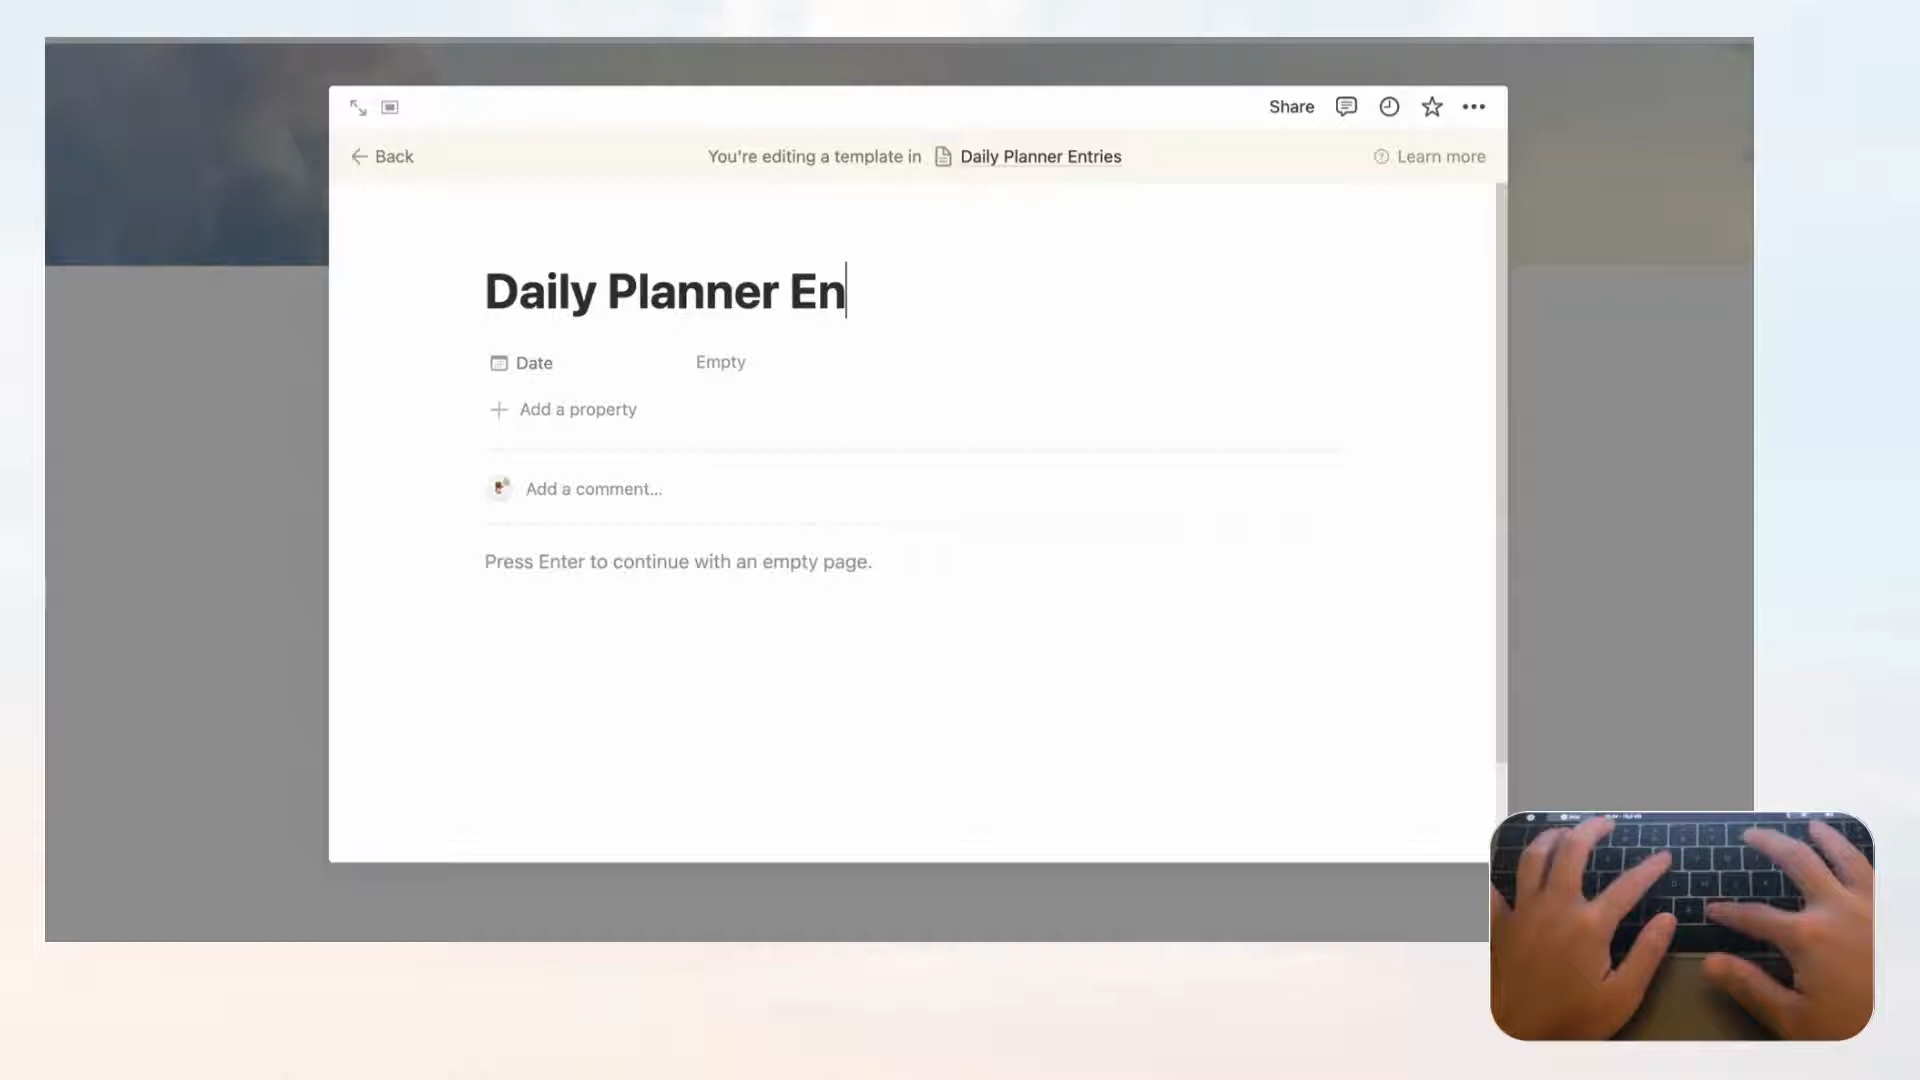 Share
Back
You're editing a template in Daily Planner Entries
Learn more
Daily Planner En
Date Empty
Add a property
Add a comment...
Press Enter to continue with an empty page.